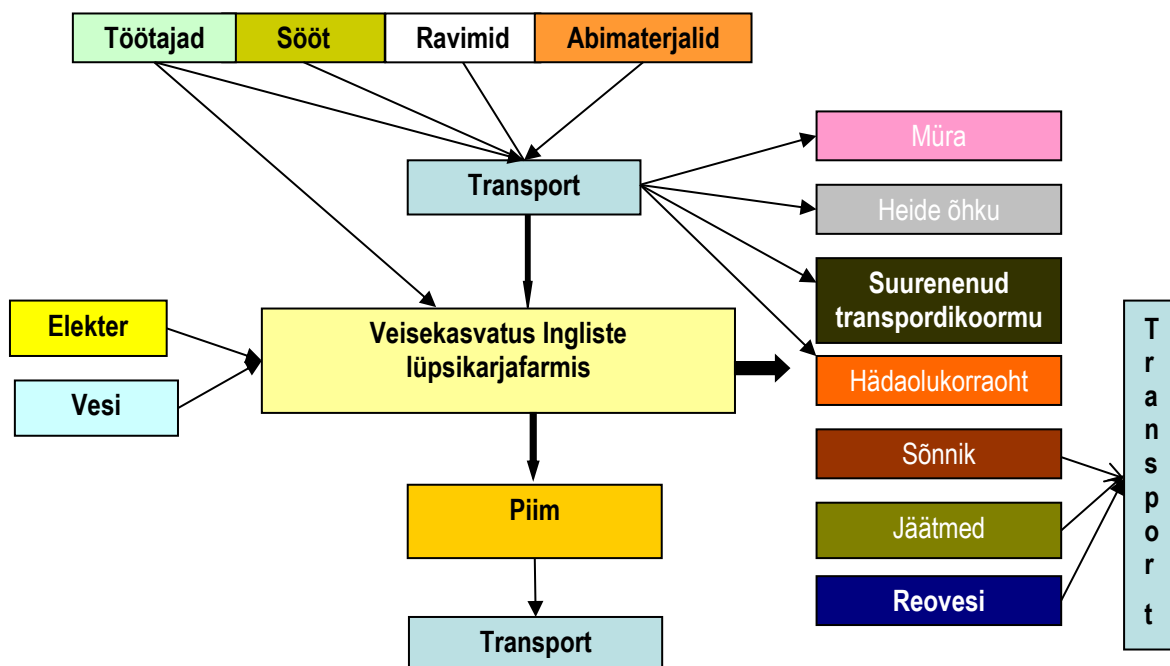 Töötajad
Sööt
Ravimid
Abimaterjalid
Transport
Müra
Heide õhku
Suurenenud
transpordikoormu
Elekter
Vesi
Veisekasvatus Ingliste
lüpsikarjafarmis
Hädaolukorraoht
Sõnnik
Jäätmed
Reovesi
Piim
Transport
T
r
a
n
s
p
o
r
t